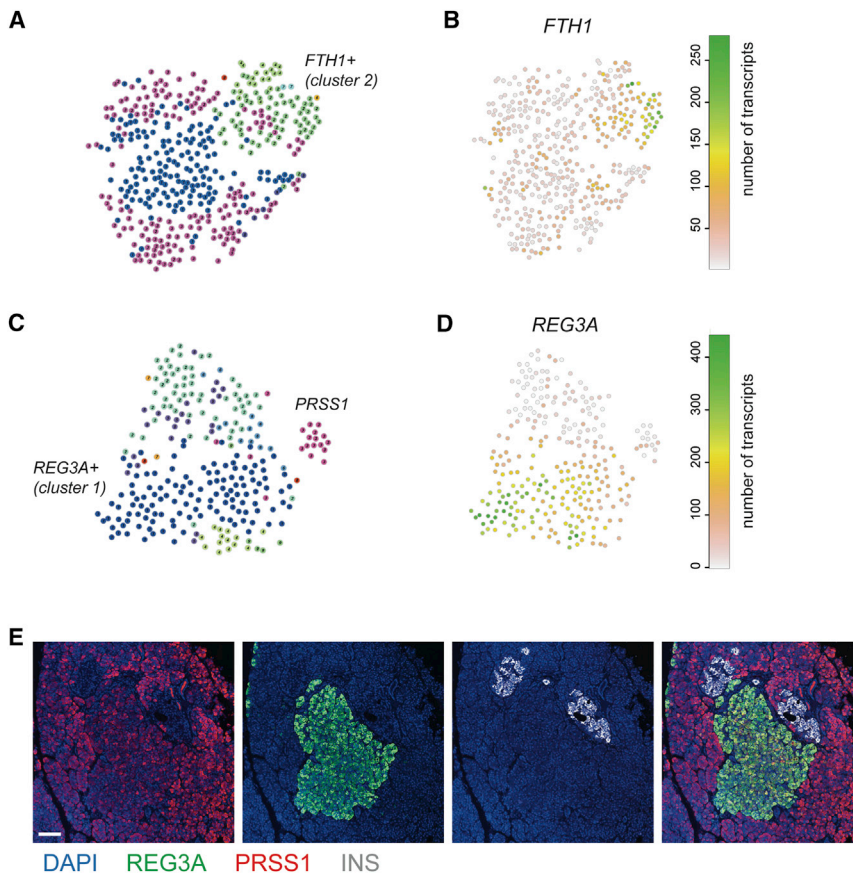 A
FTH1+
(cluster 2)
B
FTH1
250
200
150
100
50
number of transcripts
C
PRSS1
REG3A+
(cluster 1)
D
REG3A
400
300
200
100
0
number of transcripts
E
DAPI REG3A PRSS1 INS